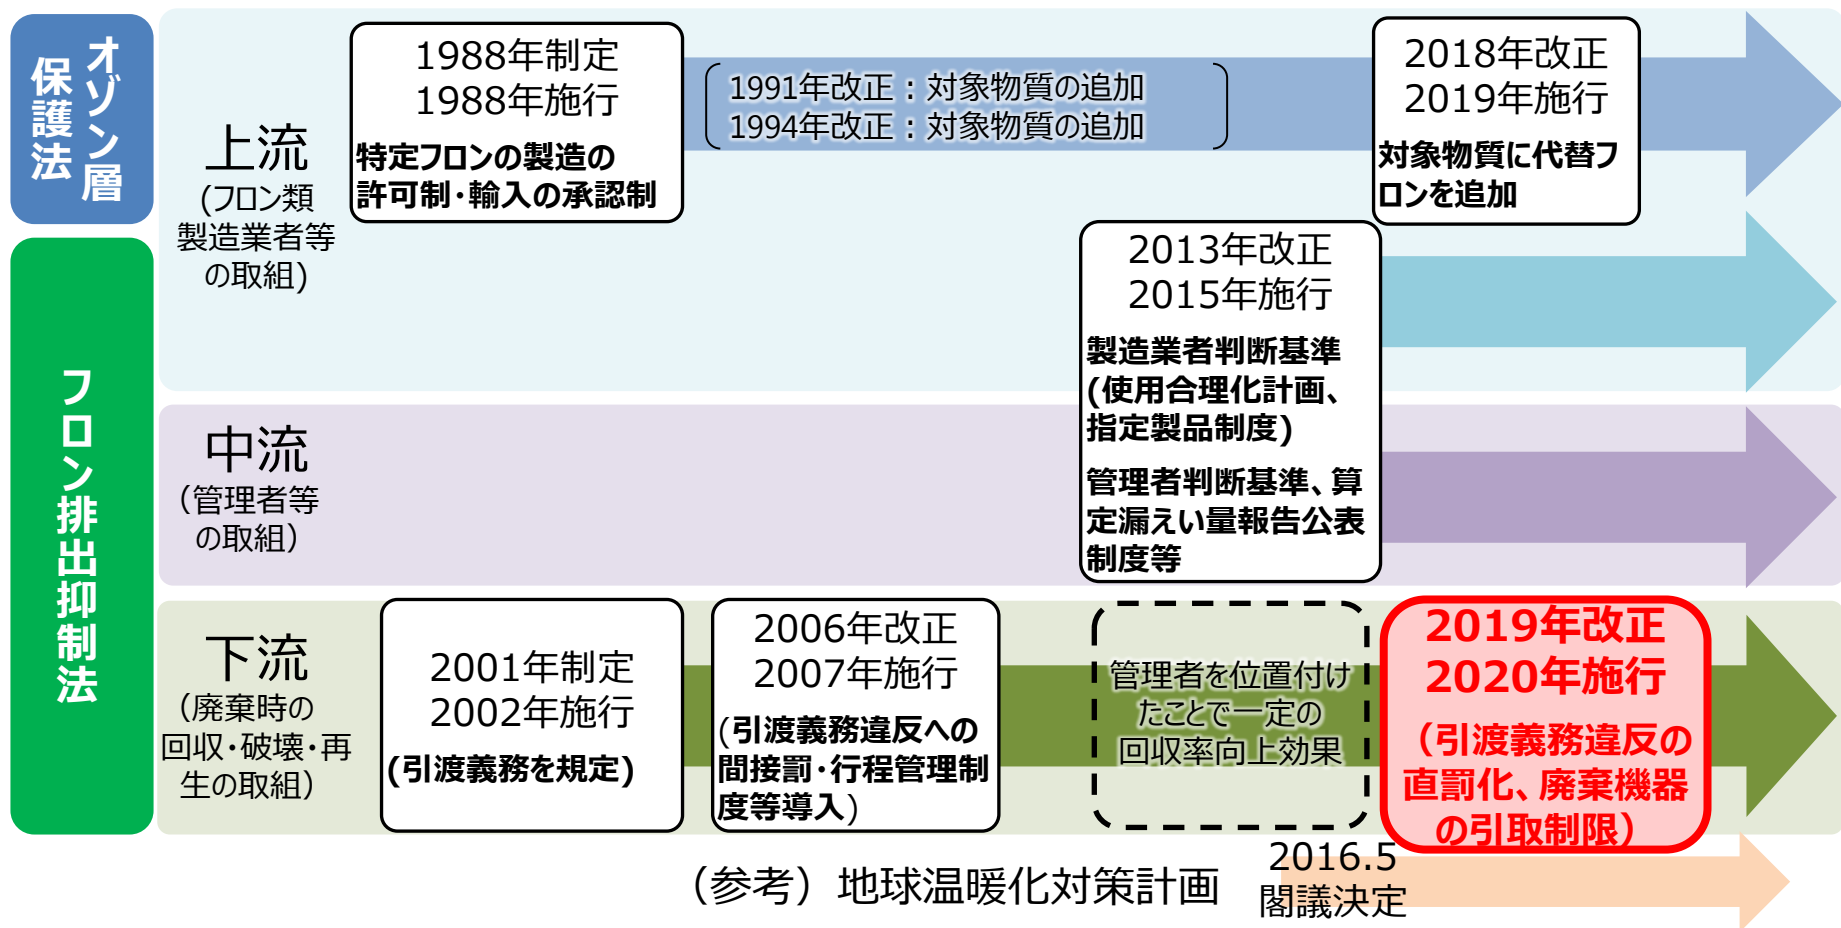 オゾン層
保護法
フロン排出抑制法
上流
(フロン類
製造業者等
の取組)
1988年制定
1988年施行
特定フロンの製造の
許可制・輸入の承認制
1991年改正：対象物質の追加
1994年改正：対象物質の追加
2018年改正
2019年施行
対象物質に代替フ
ロンを追加
2013年改正
2015年施行
製造業者判断基準
(使用合理化計画、
指定製品制度)
管理者判断基準、算
定漏えい量報告公表
制度等
中流
（管理者等
の取組）
下流
（廃棄時の
回収・破壊・再
生の取組）
2001年制定
2002年施行
(引渡義務を規定)
2006年改正
2007年施行
(引渡義務違反への
間接罰・行程管理制
度等導入)
管理者を位置付け
たことで一定の
回収率向上効果
2019年改正
2020年施行
（引渡義務違反の
直罰化、廃棄機器
の引取制限）
（参考）地球温暖化対策計画
2016.5
閣議決定